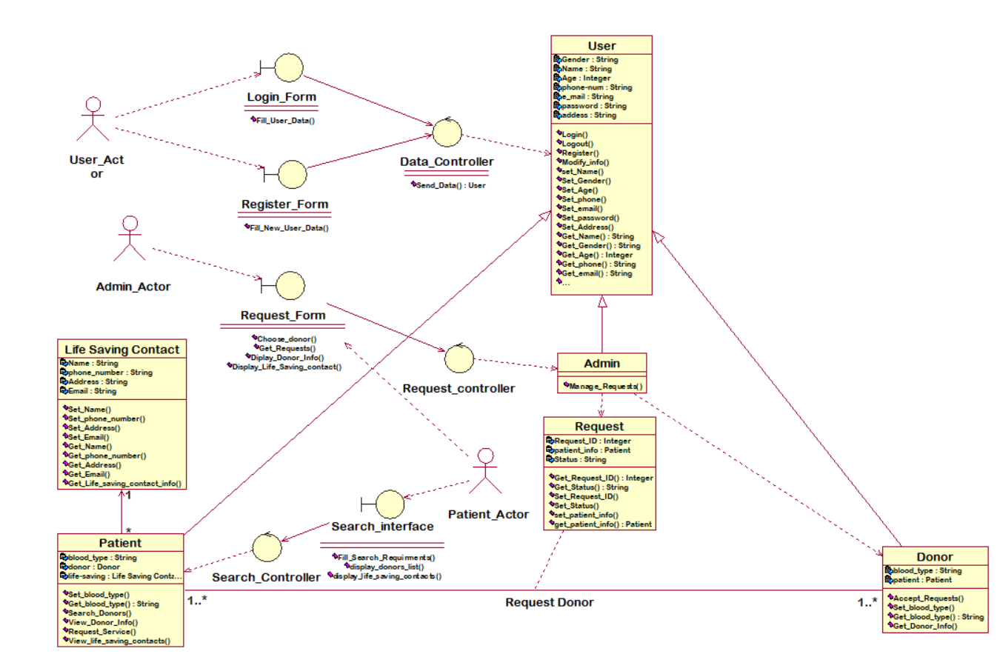 User
Gender : String
Name : String
Age : Integer
phone-num : String
e_mail : String
password : String
addess : String
Login()
Logout()
Register()
Modify_info()
set_Name()
Set_Gender()
Set_Age()
Set_phone()
Set_email()
Set_password()
Set_Address()
Get_Name() : String
Get_Gender() : String
Get_Age() : Integer
Get_phone() : String
Get_email() : String
...
Login_Form
Fill_User_Data()
User_Act
or
Data_Controller
Send_Data() : User
Register_Form
Fill_New_User_Data()
Admin_Actor
Request_Form
Choose_donor()
Get_Requests()
Diplay_Donor_Info()
Display_Life_Saving_contact()
Request_controller
Admin
Manage_Requests()
Life Saving Contact
Name : String
phone_number : String
Address : String
Email : String
Set_Name()
Set_phone_number()
Set_Address()
Set_Email()
Get_Name()
Get_phone_number()
Get_Address()
Get_Email()
Get_Life_saving_contact_info()
1
*
Request
Request_ID : Integer
patient_info : Patient
Status : String
Get_Request_ID() : Integer
Get_Status() : String
Set_Request_ID()
Set_Status()
set_patient_info()
get_patient_info() : Patient
Patient_Actor
Search_interface
Fill_Search_Requirments()
display_donors_list()
display_life_saving_contacts()
Search_Controller
Patient
blood_type : String
donor : Donor
life-saving : Life Saving Conta...
Set_blood_type()
Get_blood_type() : String
Search_Donors()
View_Donor_Info()
Request_Service()
View_life_saving_contacts()
1..*
Request Donor
1..*
Donor
blood_type : String
patient : Patient
Accept_Requests()
Set_blood_type()
Get_blood_type() : String
Get_Donor_Info()